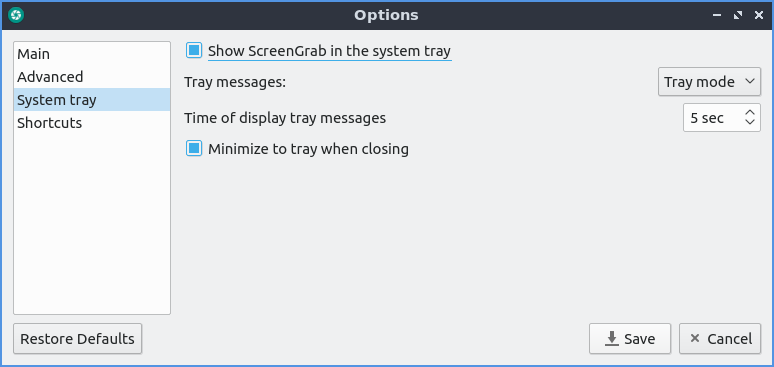 Options
Main
Advanced
System tray
Shortcuts
Show ScreenGrab in the system tray
Tray messages: Tray mode
Time of display tray messages 5 sec
Minimize to tray when closing
Restore Defaults Save Cancel